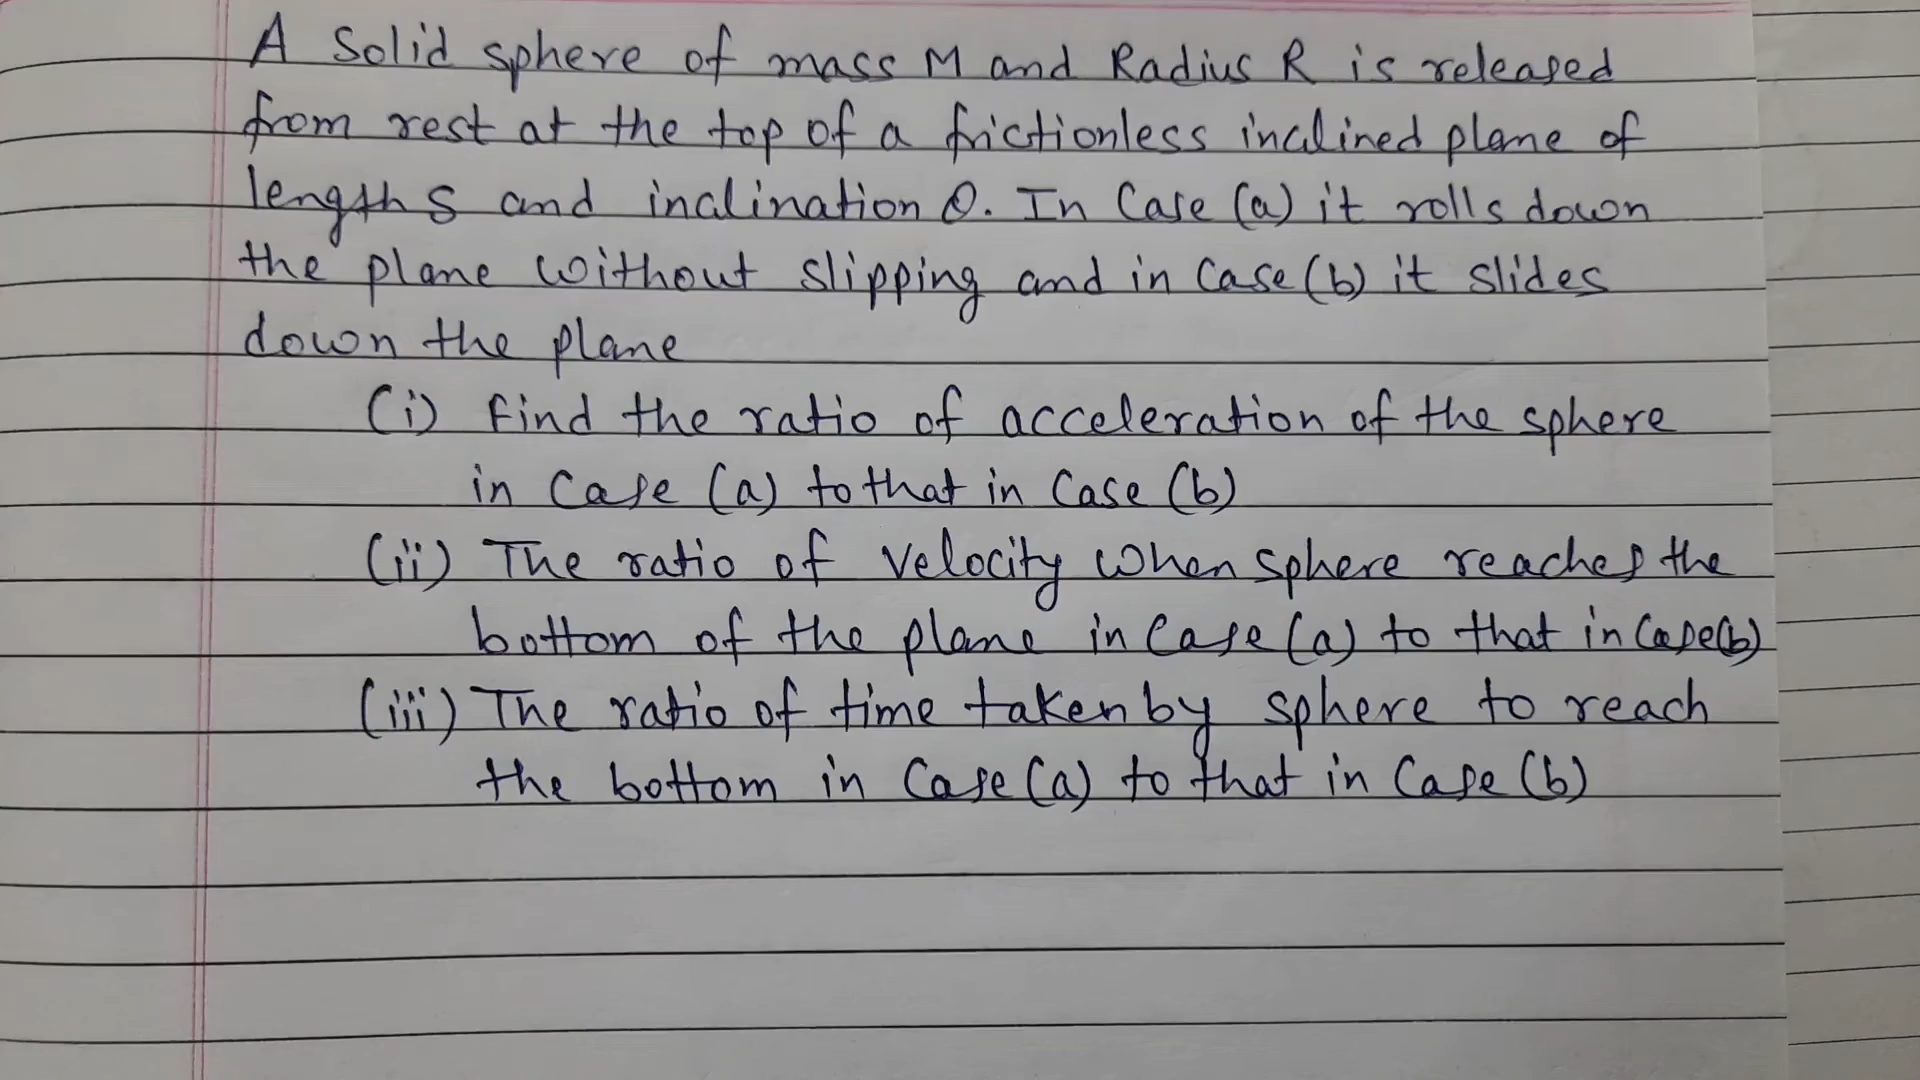 A Solid sphere of mass M and Radius R is released
from rest at the top of a frictionless inclined plane of
length S and inclination θ. In Case (a) it rolls down
the plane without slipping and in Case (b) it slides
down the plane
(i) Find the ratio of acceleration of the sphere
in Case (a) to that in Case (b)
(ii) The ratio of velocity when sphere reaches the
bottom of the plane in Case (a) to that in Case(b)
(iii) The ratio of time taken by sphere to reach
the bottom in Case (a) to that in Case (b)